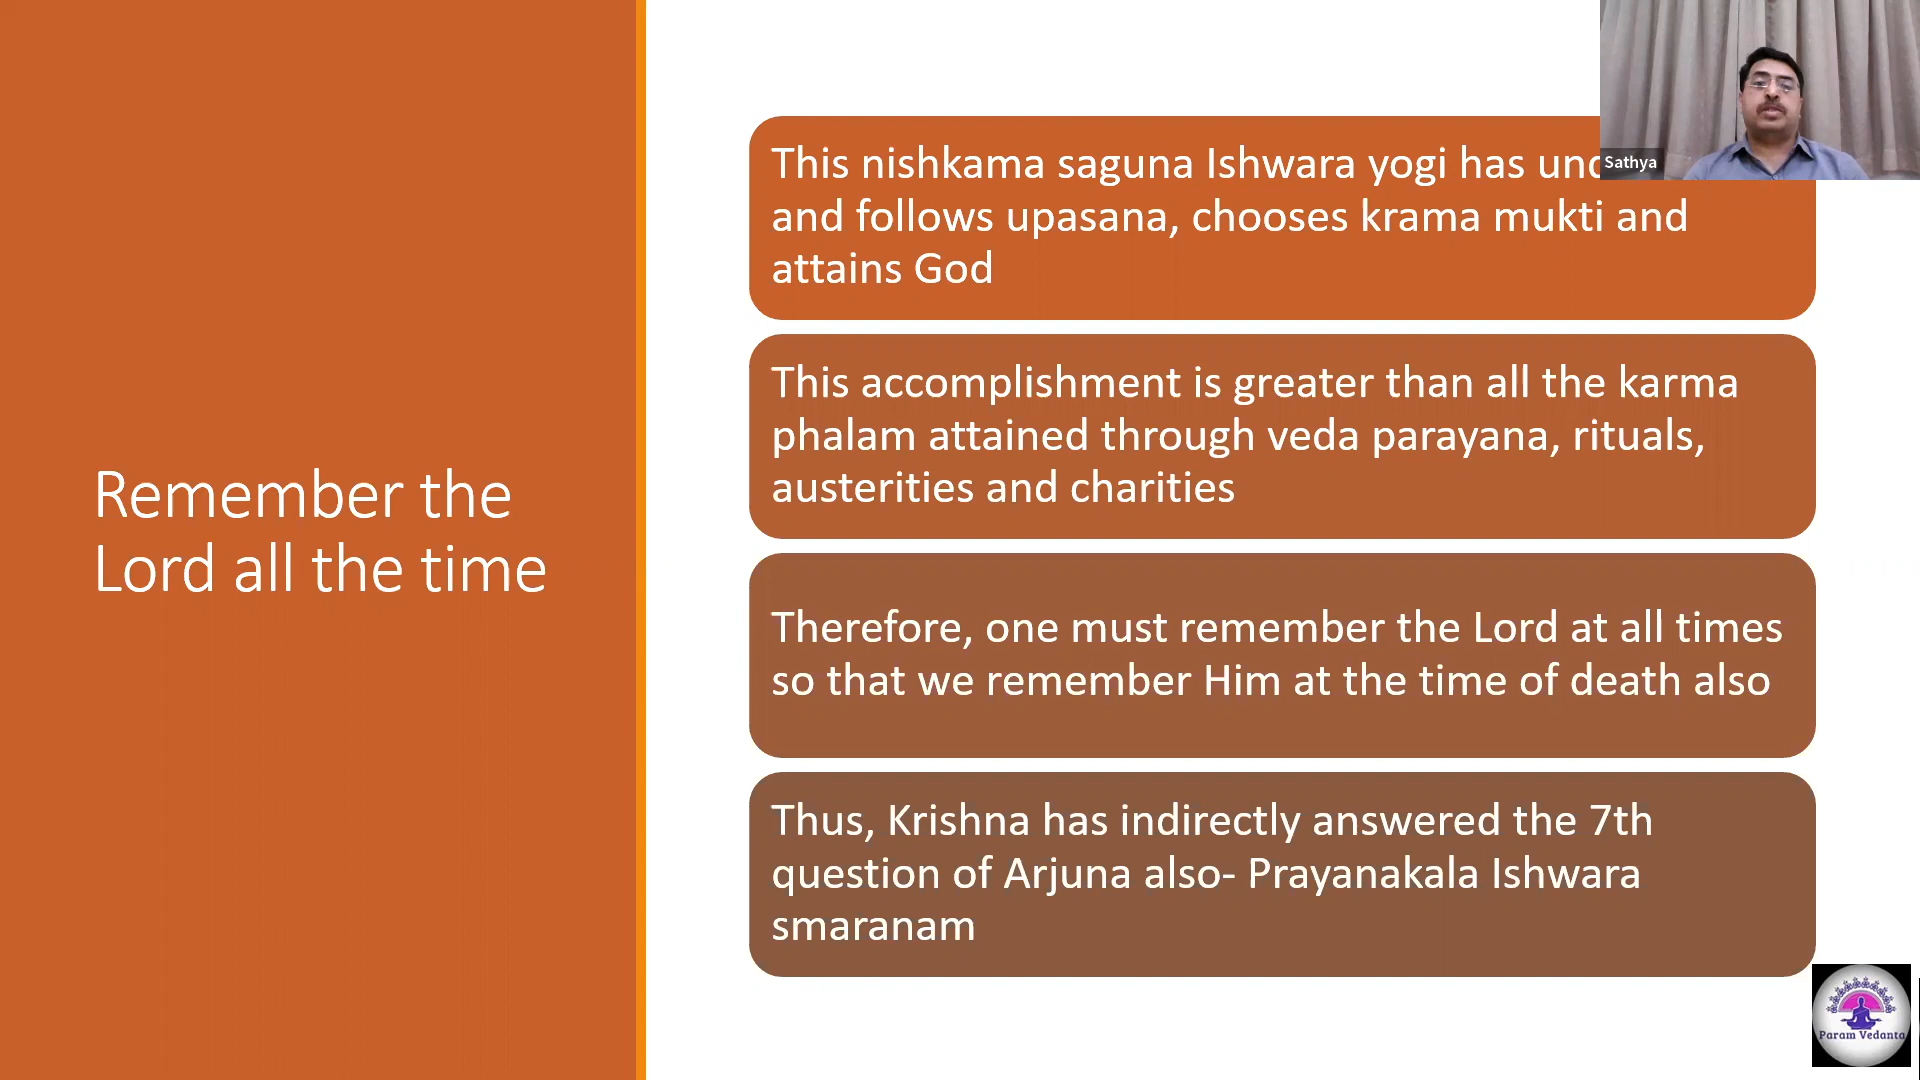 Remember the
Lord all the time
This nishkama saguna Ishwara yogi has
and follows upasana, chooses krama mukti and
attains God
This accomplishment is greater than all the karma
phalam attained through veda parayana, rituals,
austerities and charities
Therefore, one must remember the Lord at all times
so that we remember Him at the time of death also
Thus, Krishna has indirectly answered the 7th
question of Arjuna also- Prayanakala Ishwara
smaranam
Sathya
Param Vedanta